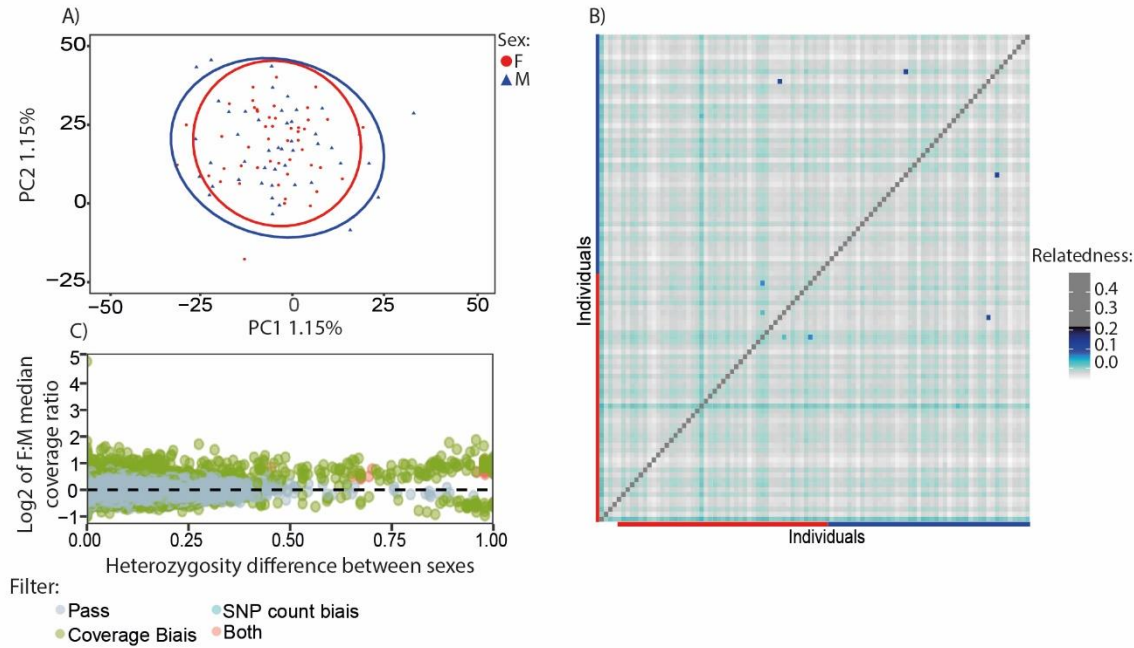 A)
50
25
0
−25
−50
−25
0
25
50
PC2 1.15%
PC1 1.15%
Sex:
F
M
B)
Individuals
Individuals
Relatedness:
0.4
0.3
0.2
0.1
0.0
C)
5
4
3
2
1
0
−1
0.00
0.25
0.50
0.75
1.00
Log2 of F:M median
coverage ratio
Heterozygosity difference between sexes
Filter:
Pass
SNP count biais
Coverage Biais
Both